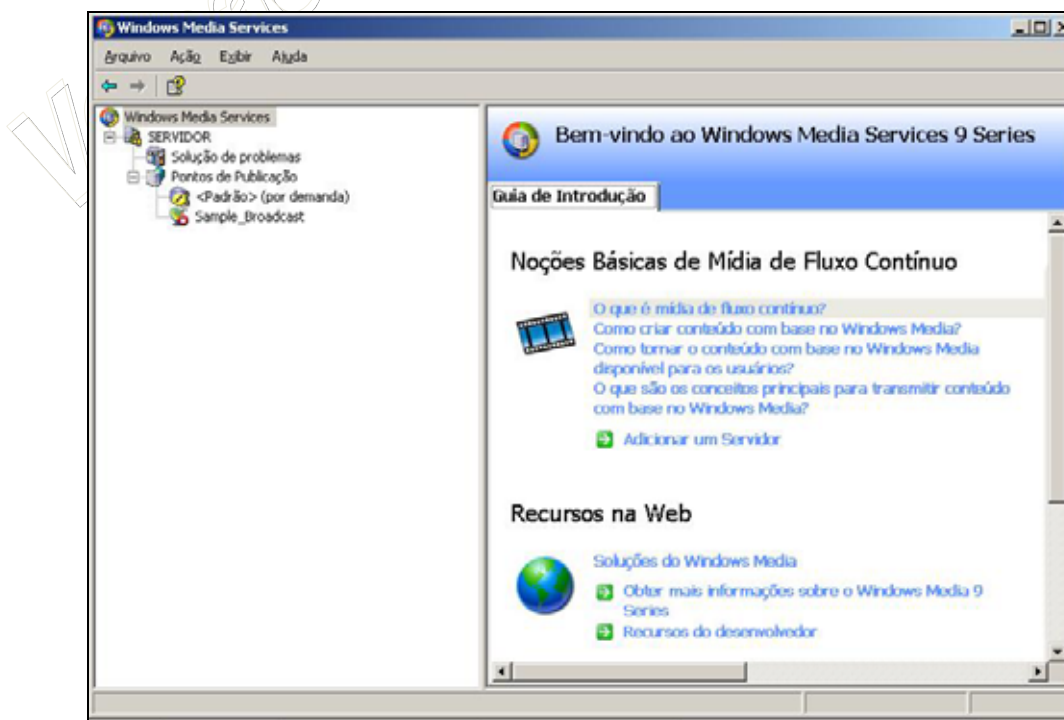 Windows Media Services
Arquivo Ação Exibir Ajuda
Windows Media Services
SERVIDOR
Solução de problemas
Pontos de Publicação
<Padrão> (por demanda)
Sample_Broadcast
Bem-vindo ao Windows Media Services 9 Series
Guia de Introdução
Noções Básicas de Mídia de Fluxo Contínuo
O que é mídia de fluxo contínuo?
Como criar conteúdo com base no Windows Media?
Como tornar o conteúdo com base no Windows Media
disponível para os usuários?
O que são os conceitos principais para transmitir conteúdo
com base no Windows Media?
Adicionar um Servidor
Recursos na Web
Soluções do Windows Media
Obter mais informações sobre o Windows Media 9
Series
Recursos do desenvolvedor